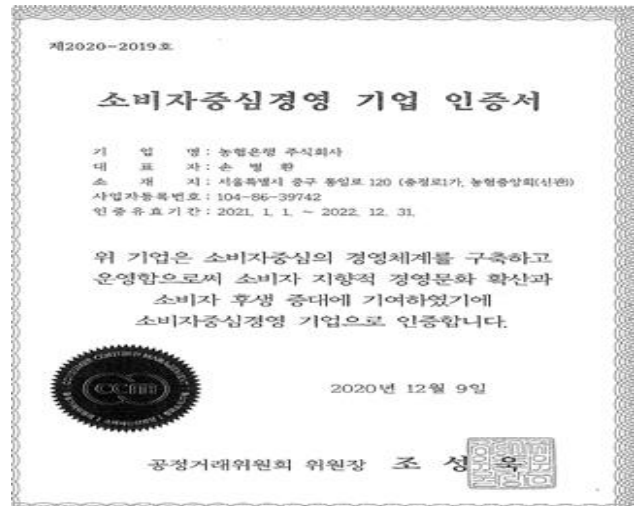 제2020-2019호
소비자중심경영 기업 인증서
기 업 명 : 농협은행 주식회사
대 표 자 : 손 병 환
소 재 지 : 서울특별시 중구 통일로 120 (충정로1가, 농협중앙회(신관))
사업자등록번호 : 104-86-39742
인증유효기간 : 2021. 1. 1. ~ 2022. 12. 31.
위 기업은 소비자중심의 경영체계를 구축하고
운영함으로써 소비자 지향적 경영문화 확산과
소비자 후생 증대에 기여하였기에
소비자중심경영 기업으로 인증합니다.
ccm
2020년 12월 9일
공정거래위원회 위원장 조 성 욱